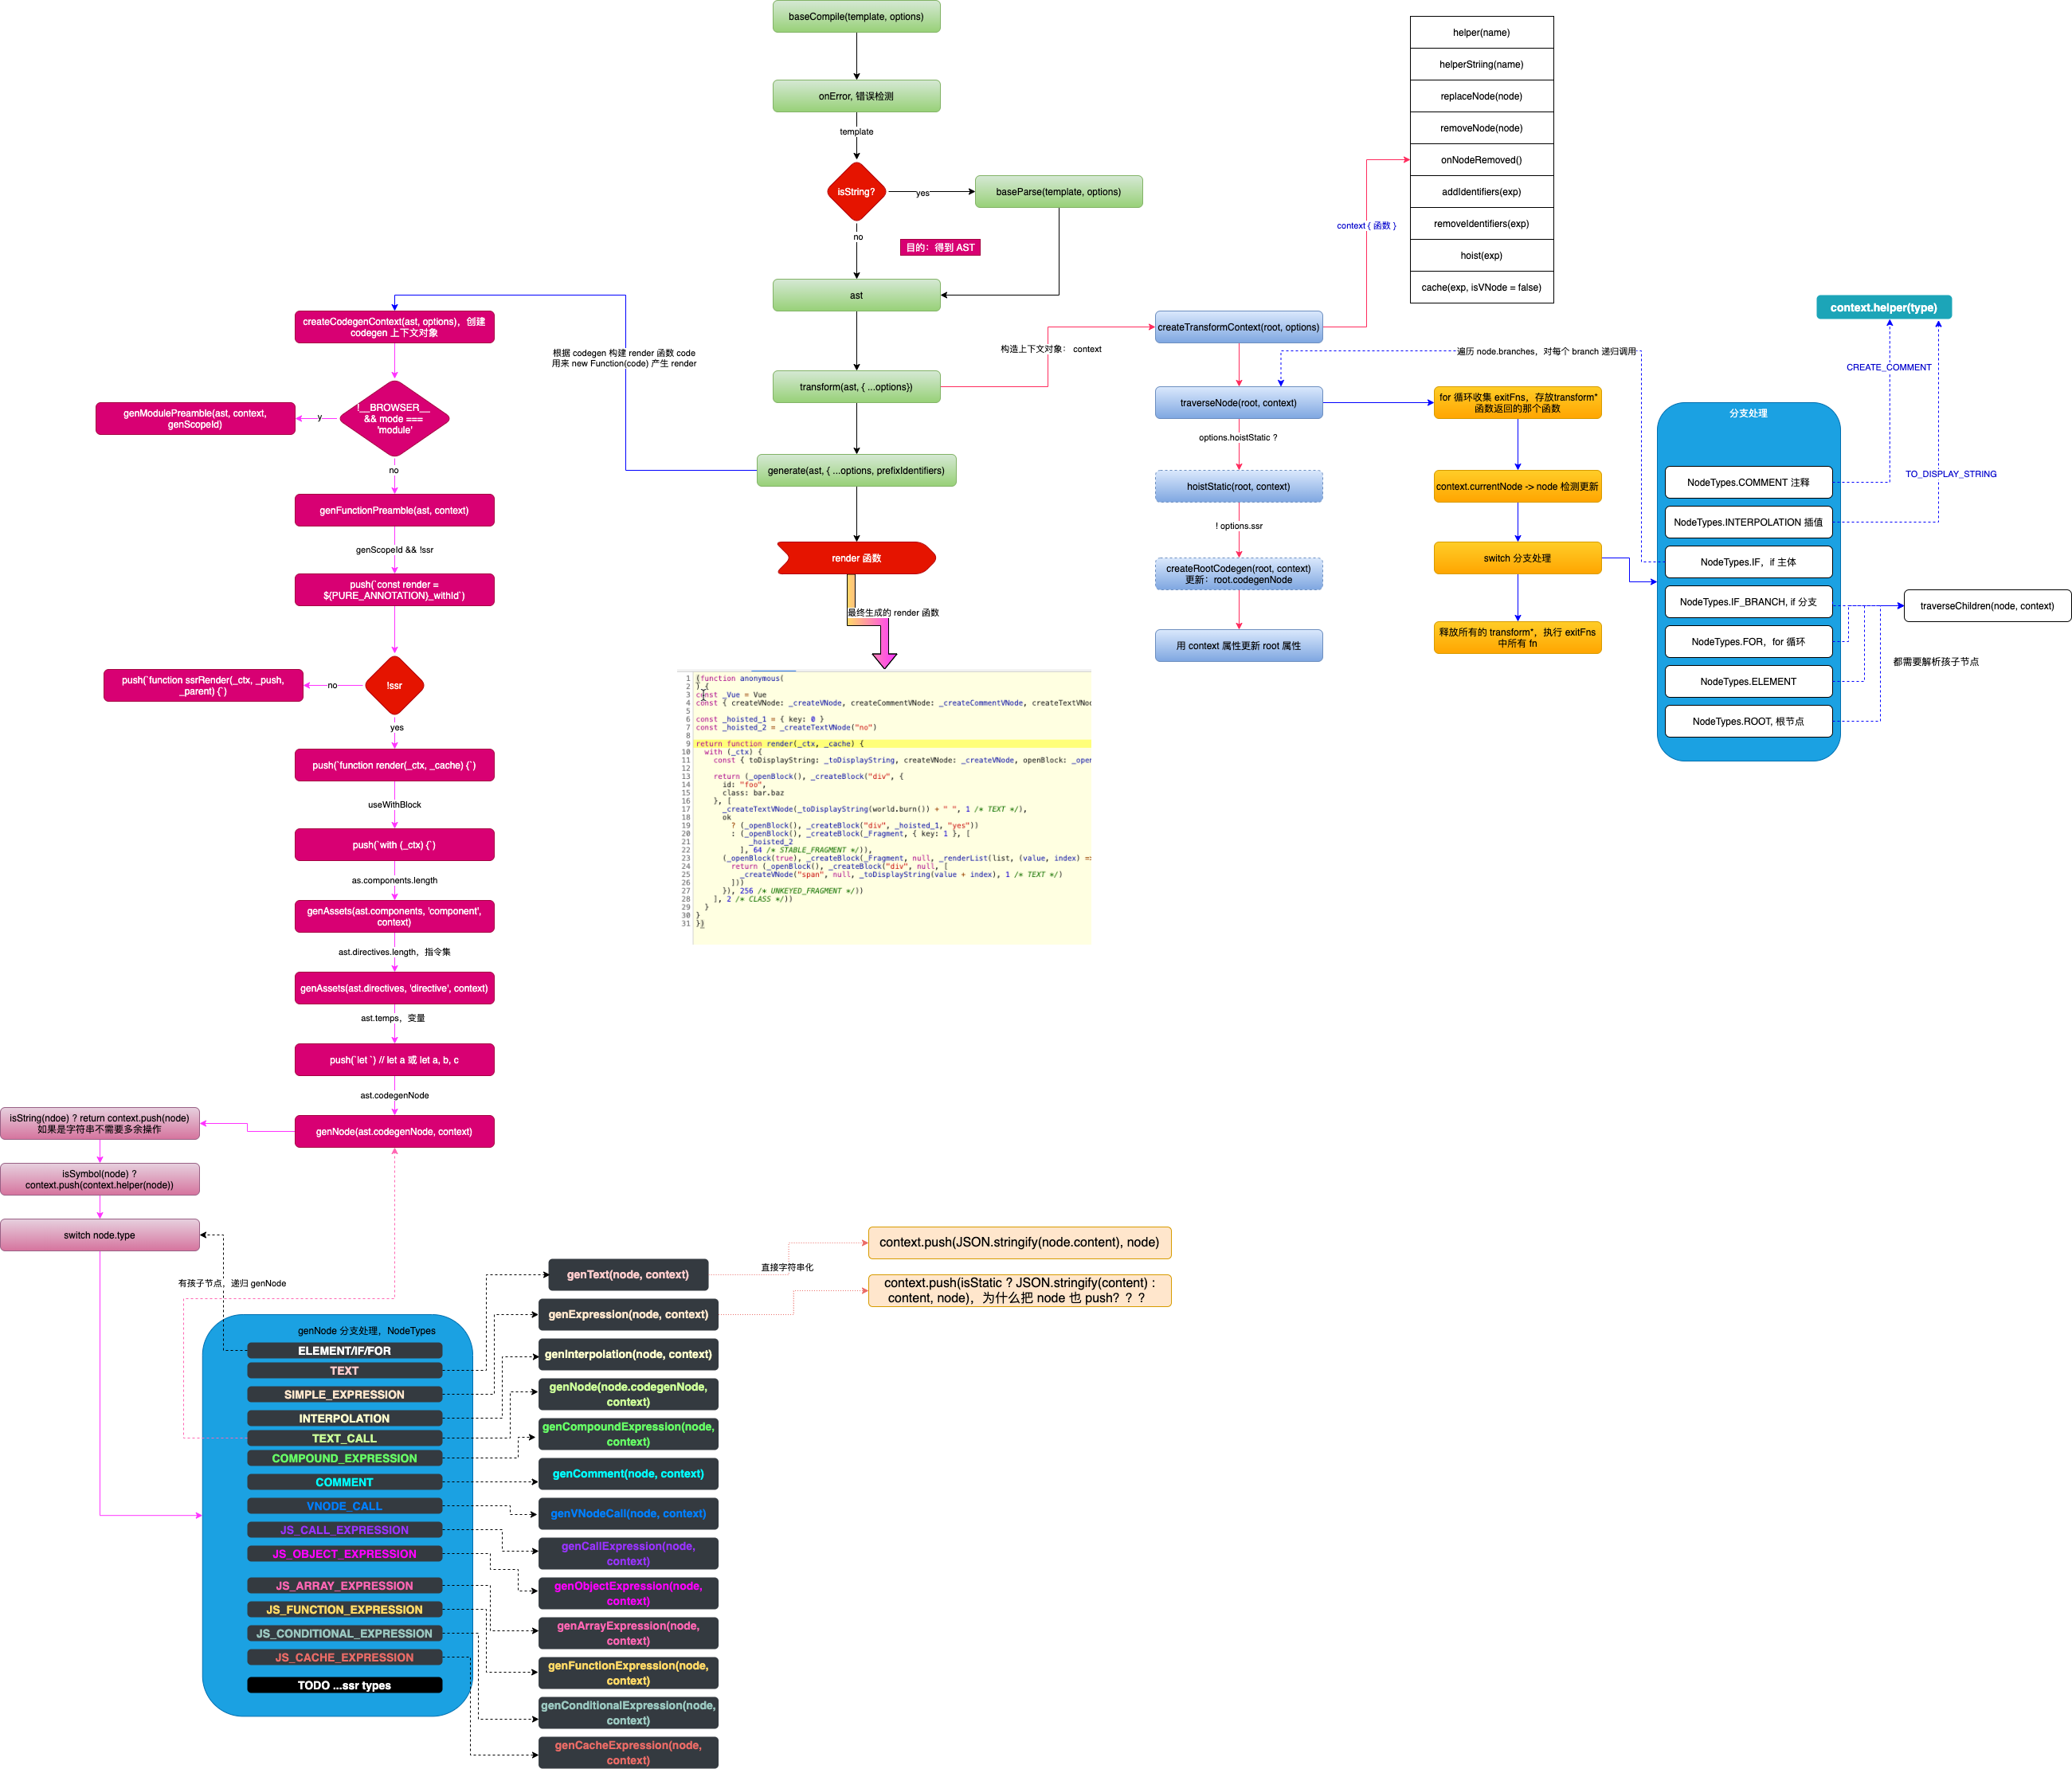 baseCompile(template, options)
onError, 错误检测
template
isString?
yes
baseParse(template, options)
no
目的：得到 AST
ast
transform(ast, { ...options})
generate(ast, { ...options, prefixIdentifiers)
render 函数
最终生成的 render 函数
1 (function anonymous(
2 ) {
3 const _Vue = Vue
4 const { createVNode: _createVNode, createCommentVNode: _createCommentVNode, createTextVNod
5
6 const _hoisted_1 = { key: 0 }
7 const _hoisted_2 = _createTextVNode("no")
8
9 return function render(_ctx, _cache) {
10 with (_ctx) {
11 const { toDisplayString: _toDisplayString, createVNode: _createVNode, openBlock: _open
12
13 return (_openBlock(), _createBlock("div", {
14 id: "foo",
15 class: bar.baz
16 }, [
17 _createTextVNode(_toDisplayString(world.burn()) + " ", 1 /* TEXT */),
18 ok
19 ? (_openBlock(), _createBlock("div", _hoisted_1, "yes"))
20 : (_openBlock(), _createBlock(_Fragment, { key: 1 }, [
21 _hoisted_2
22 ], 64 /* STABLE_FRAGMENT */)),
23 (_openBlock(true), _createBlock(_Fragment, null, _renderList(list, (value, index) =>
24 return (_openBlock(), _createBlock("div", null, [
25 _createVNode("span", null, _toDisplayString(value + index), 1 /* TEXT */)
26 ]))
27 }), 256 /* UNKEYED_FRAGMENT */))
28 ], 2 /* CLASS */))
29 }
30 }
31 })
根据 codegen 构建 render 函数 code
用来 new Function(code) 产生 render
构造上下文对象： context
createTransformContext(root, options)
context { 函数 }
helper(name)
helperStriing(name)
replaceNode(node)
removeNode(node)
onNodeRemoved()
addIdentifiers(exp)
removeIdentifiers(exp)
hoist(exp)
cache(exp, isVNode = false)
遍历 node.branches，对每个 branch 递归调用
traverseNode(root, context)
options.hoistStatic ?
hoistStatic(root, context)
! options.ssr
createRootCodegen(root, context)
更新：root.codegenNode
用 context 属性更新 root 属性
for 循环收集 exitFns，存放transform*
函数返回的那个函数
context.currentNode -> node 检测更新
switch 分支处理
释放所有的 transform*，执行 exitFns
中所有 fn
context.helper(type)
CREATE_COMMENT
TO_DISPLAY_STRING
分支处理
NodeTypes.COMMENT 注释
NodeTypes.INTERPOLATION 插值
NodeTypes.IF，if 主体
NodeTypes.IF_BRANCH, if 分支
NodeTypes.FOR，for 循环
NodeTypes.ELEMENT
NodeTypes.ROOT, 根节点
traverseChildren(node, context)
都需要解析孩子节点
createCodegenContext(ast, options)，创建
codegen 上下文对象
!__BROWSER__
&& mode ===
'module'
y
genModulePreamble(ast, context,
genScopeId)
no
genFunctionPreamble(ast, context)
genScopeId && !ssr
push(`const render =
${PURE_ANNOTATION}_withId`)
!ssr
no
push(`function ssrRender(_ctx, _push,
_parent) {`)
yes
push(`function render(_ctx, _cache) {`)
useWithBlock
push(`with (_ctx) {`)
as.components.length
genAssets(ast.components, 'component',
context)
ast.directives.length，指令集
genAssets(ast.directives, 'directive', context)
ast.temps，变量
push(`let `) // let a 或 let a, b, c
ast.codegenNode
genNode(ast.codegenNode, context)
isString(ndoe) ? return context.push(node)
如果是字符串不需要多余操作
isSymbol(node) ?
context.push(context.helper(node))
switch node.type
有孩子节点，递归 genNode
genNode 分支处理，NodeTypes
ELEMENT/IF/FOR
TEXT
SIMPLE_EXPRESSION
INTERPOLATION
TEXT_CALL
COMPOUND_EXPRESSION
COMMENT
VNODE_CALL
JS_CALL_EXPRESSION
JS_OBJECT_EXPRESSION
JS_ARRAY_EXPRESSION
JS_FUNCTION_EXPRESSION
JS_CONDITIONAL_EXPRESSION
JS_CACHE_EXPRESSION
TODO ...ssr types
genText(node, context)
genExpression(node, context)
genInterpolation(node, context)
genNode(node.codegenNode,
context)
genCompoundExpression(node,
context)
genComment(node, context)
genVNodeCall(node, context)
genCallExpression(node,
context)
genObjectExpression(node,
context)
genArrayExpression(node,
context)
genFunctionExpression(node,
context)
genConditionalExpression(node,
context)
genCacheExpression(node,
context)
直接字符串化
context.push(JSON.stringify(node.content), node)
context.push(isStatic ? JSON.stringify(content) :
content, node)，为什么把 node 也 push？？？